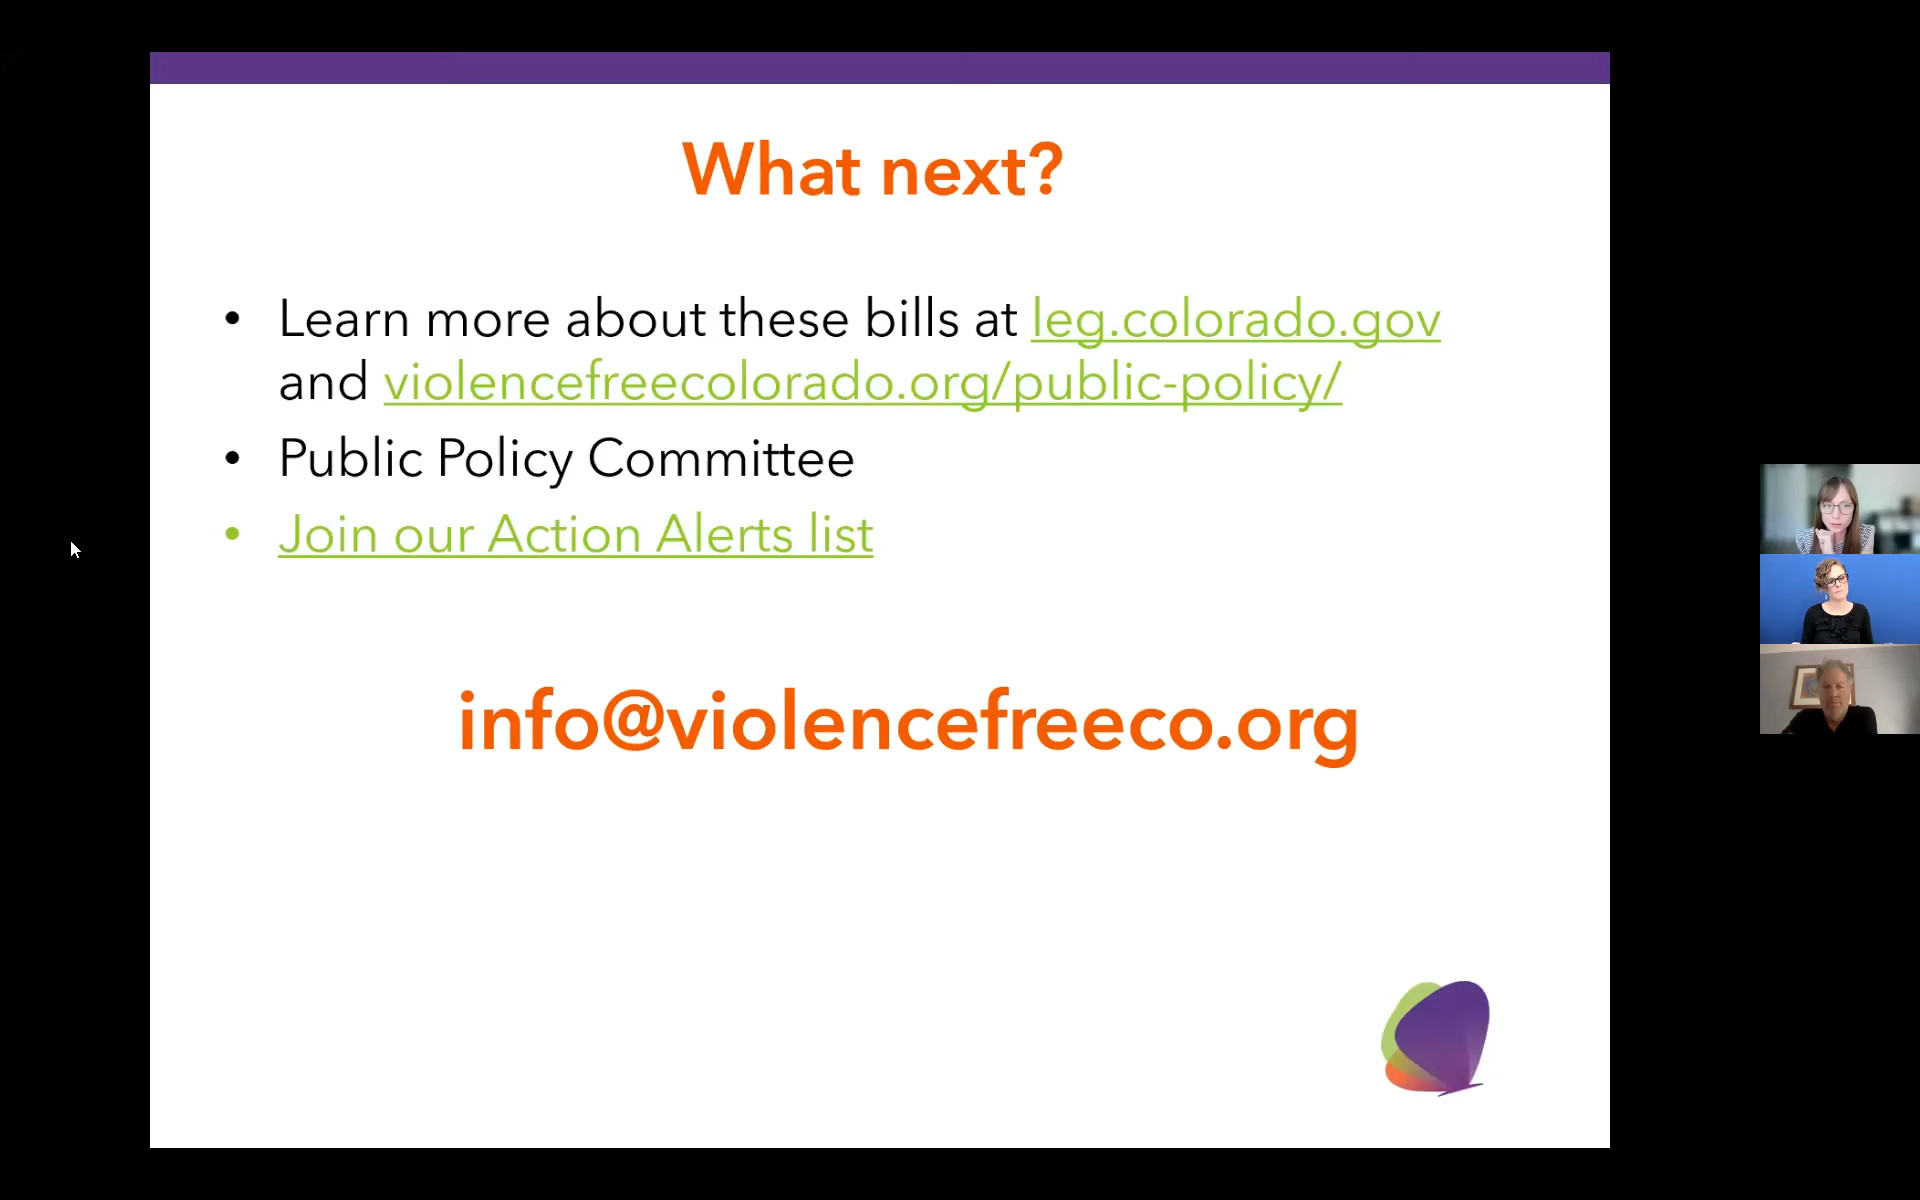 What next?
• Learn more about these bills at leg.colorado.gov
and violencefreecolorado.org/public-policy/
• Public Policy Committee
• Join our Action Alerts list
info@violencefreeco.org